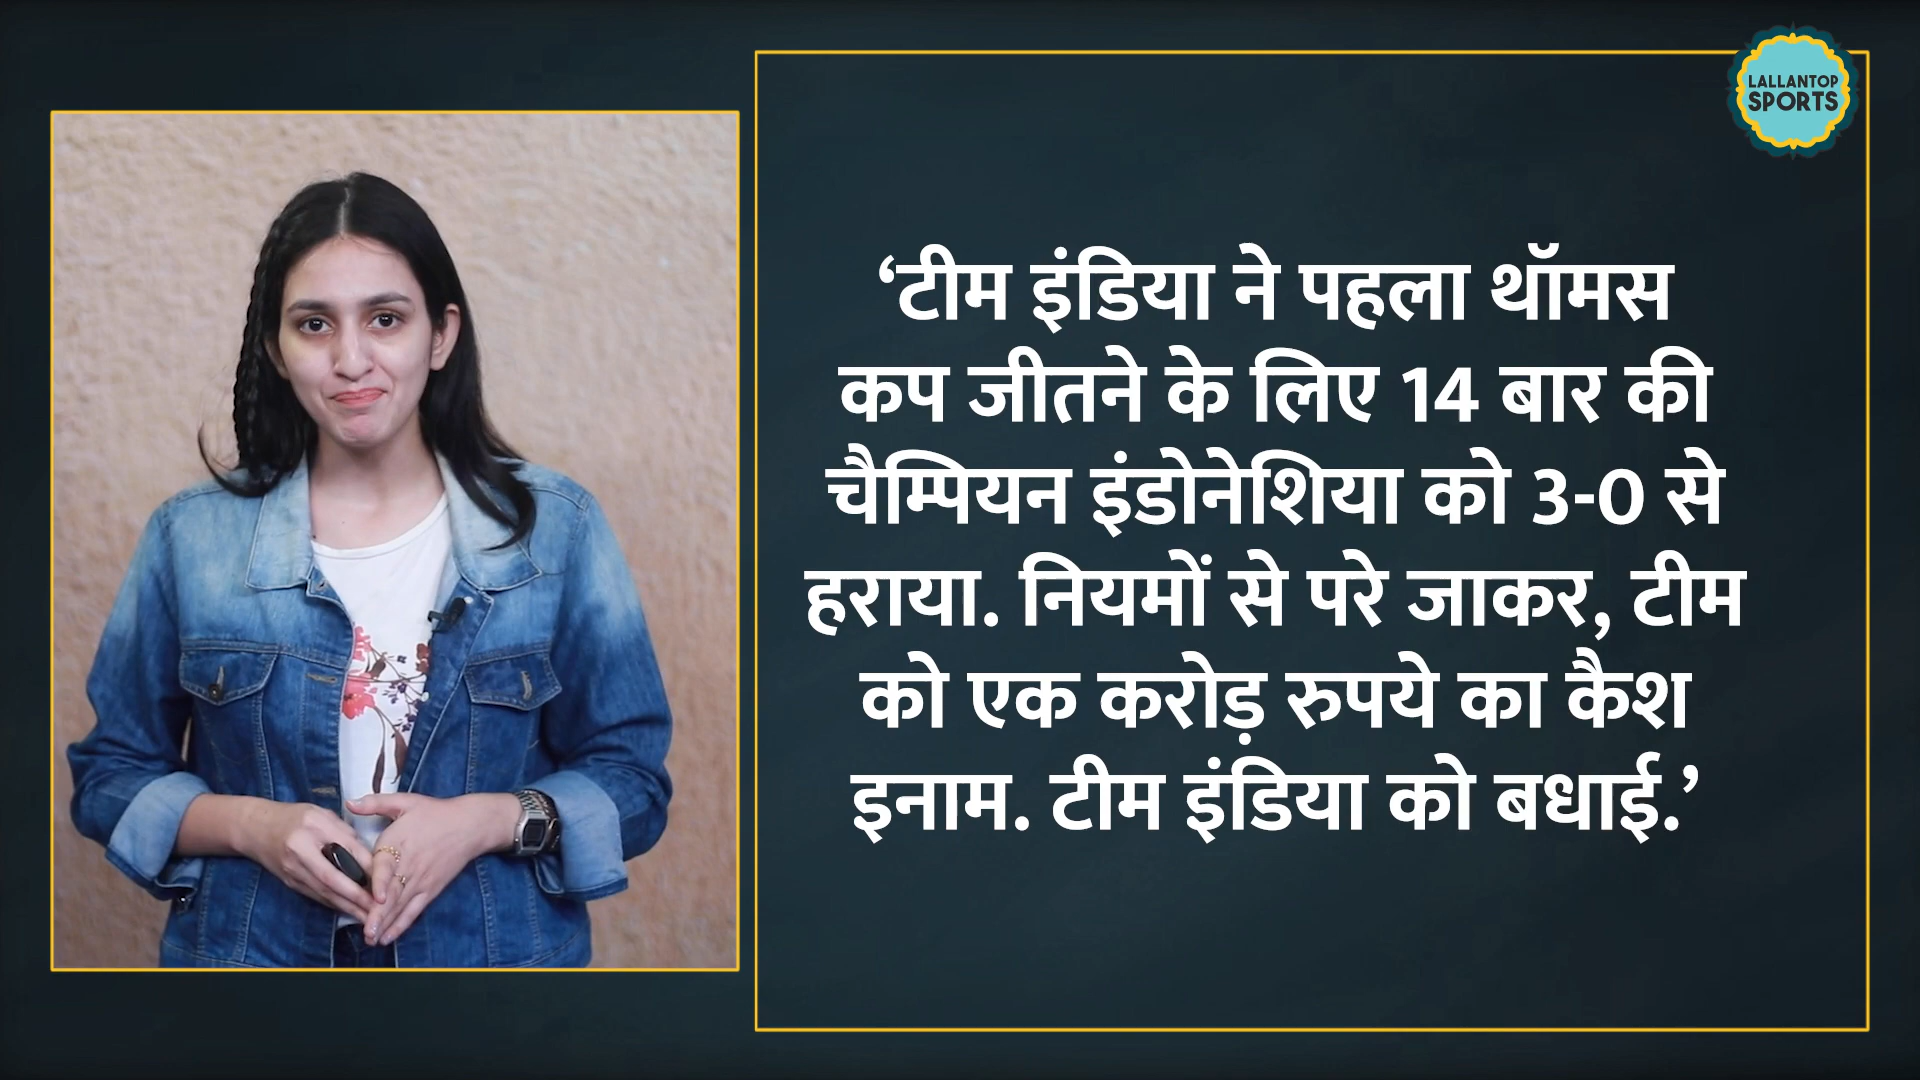 LALLANTOP
SPORTS
‘टीम इंडिया ने पहला थॉमस
कप जीतने के लिए 14 बार की
चैम्पियन इंडोनेशिया को 3-0 से
हराया. नियमों से परे जाकर, टीम
को एक करोड़ रुपये का कैश
इनाम. टीम इंडिया को बधाई.’